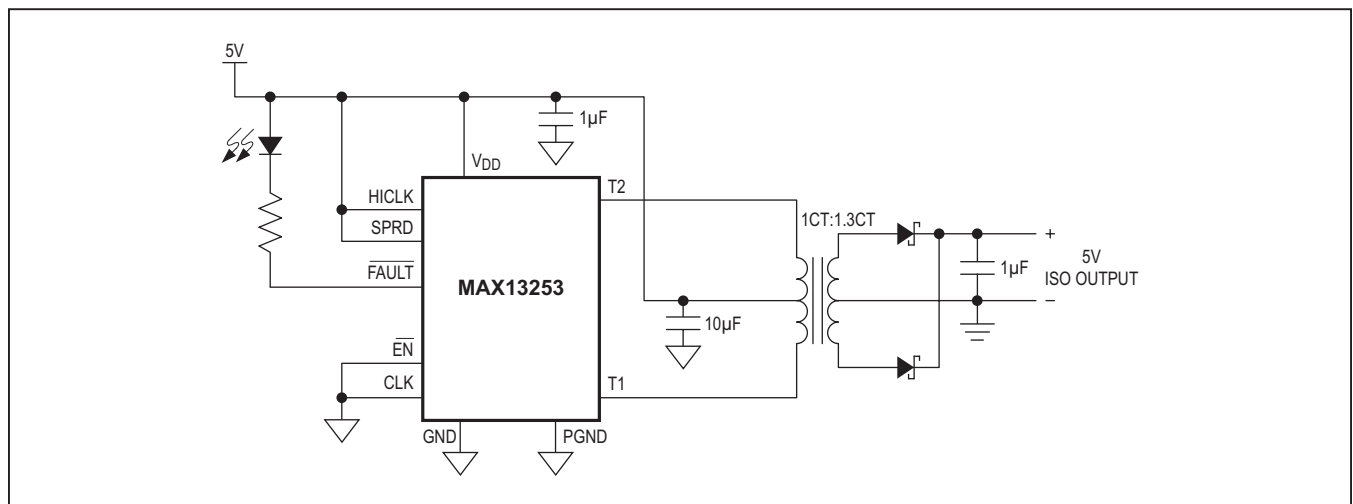 5V
1µF
VDD
HICLK
T2
SPRD
1CT:1.3CT
+
FAULT
MAX13253
1µF
5V
ISO OUTPUT
10µF
−
EN
CLK
T1
GND
PGND